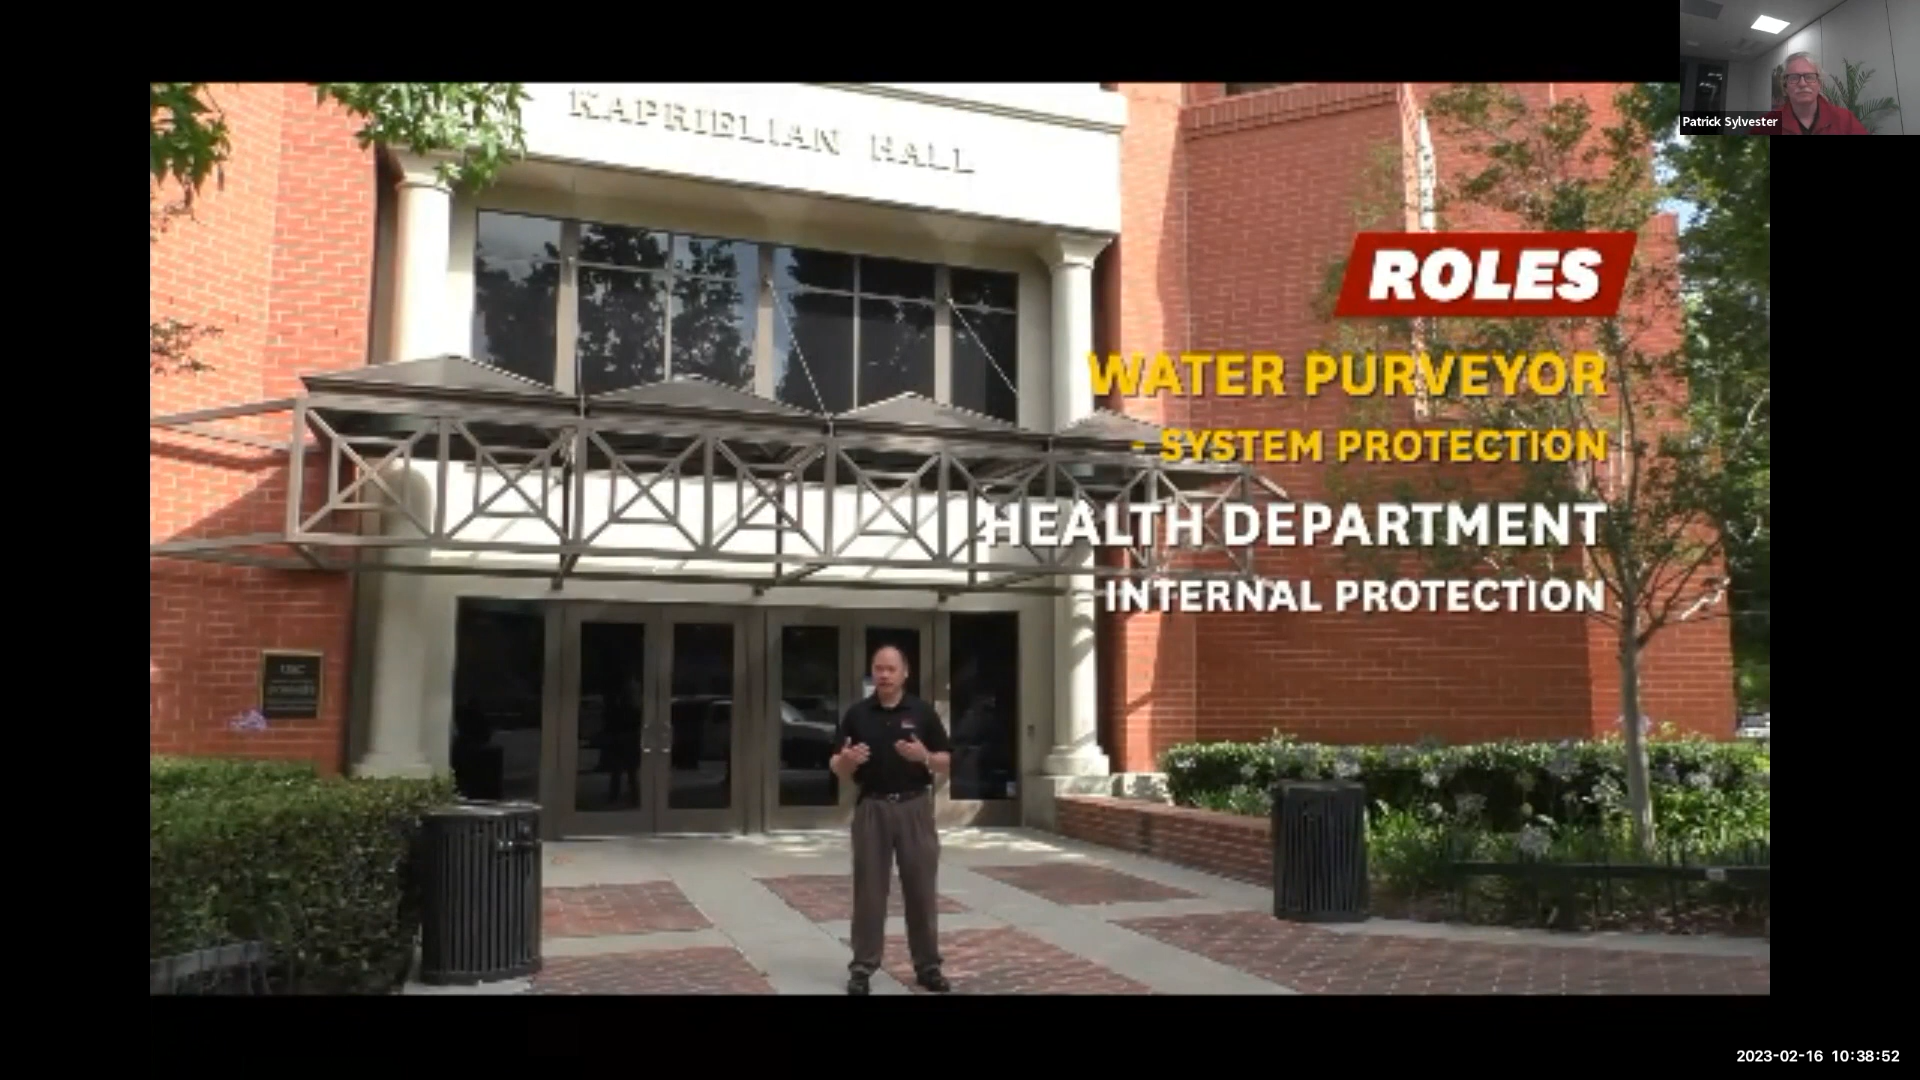 KAPRIELIAN HALL
Patrick Sylvester
ROLES
WATER PURVEYOR
- SYSTEM PROTECTION
HEALTH DEPARTMENT
INTERNAL PROTECTION
USC
2023-02-16 10:38:52